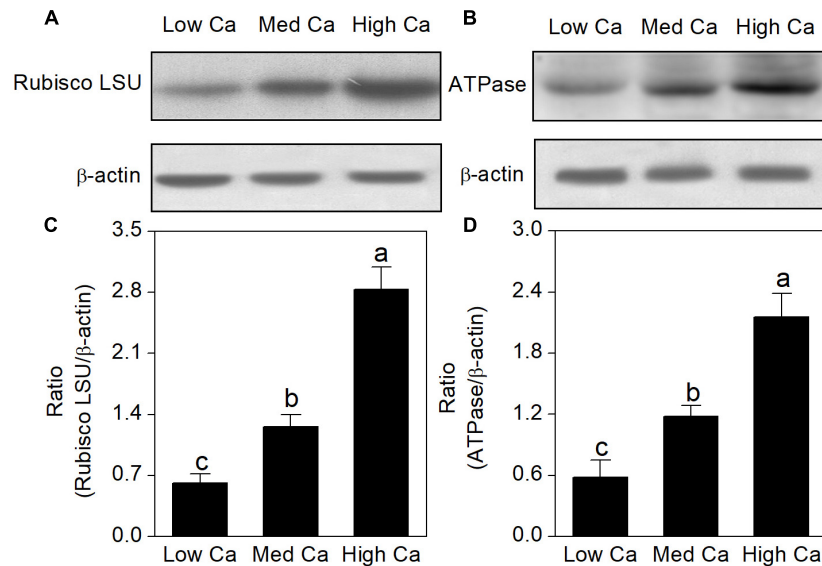 A
Low Ca Med Ca High Ca
Rubisco LSU
β-actin
B
Low Ca Med Ca High Ca
ATPase
β-actin
C
3.5
2.8
2.1
1.4
0.7
0.0
Ratio
(Rubisco LSU/β-actin)
c
b
a
Low Ca Med Ca High Ca
D
3.0
2.4
1.8
1.2
0.6
0.0
Ratio
(ATPase/β-actin)
c
b
a
Low Ca Med Ca High Ca